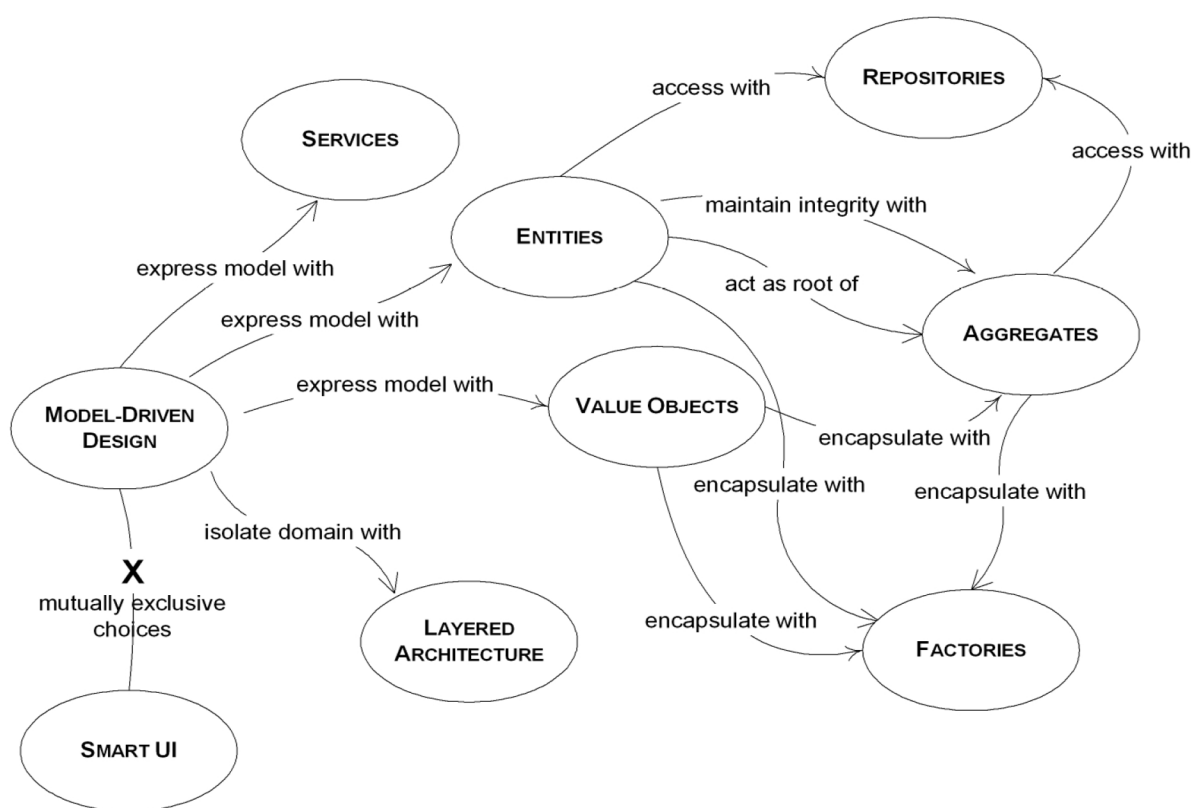 REPOSITORIES
access with
SERVICES
access with
maintain integrity with
ENTITIES
express model with
act as root of
express model with
AGGREGATES
express model with
VALUE OBJECTS
MODEL-DRIVEN
DESIGN
encapsulate with
encapsulate with
encapsulate with
isolate domain with
X
mutually exclusive
choices
encapsulate with
LAYERED
ARCHITECTURE
FACTORIES
SMART UI